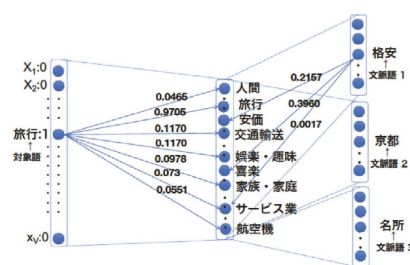 X₁:0
X₂:0
旅行:1
↑
対象語
xᵥ:0
0.0465
0.9705
0.1170
0.1170
0.0978
0.073
0.0551
人間
旅行
安価
交通輸送
娯楽・趣味
喜楽
家族・家庭
サービス業
航空機
0.2157
0.3960
0.0017
格安
↑
文脈語 1
京都
↑
文脈語 2
名所
↑
文脈語 3